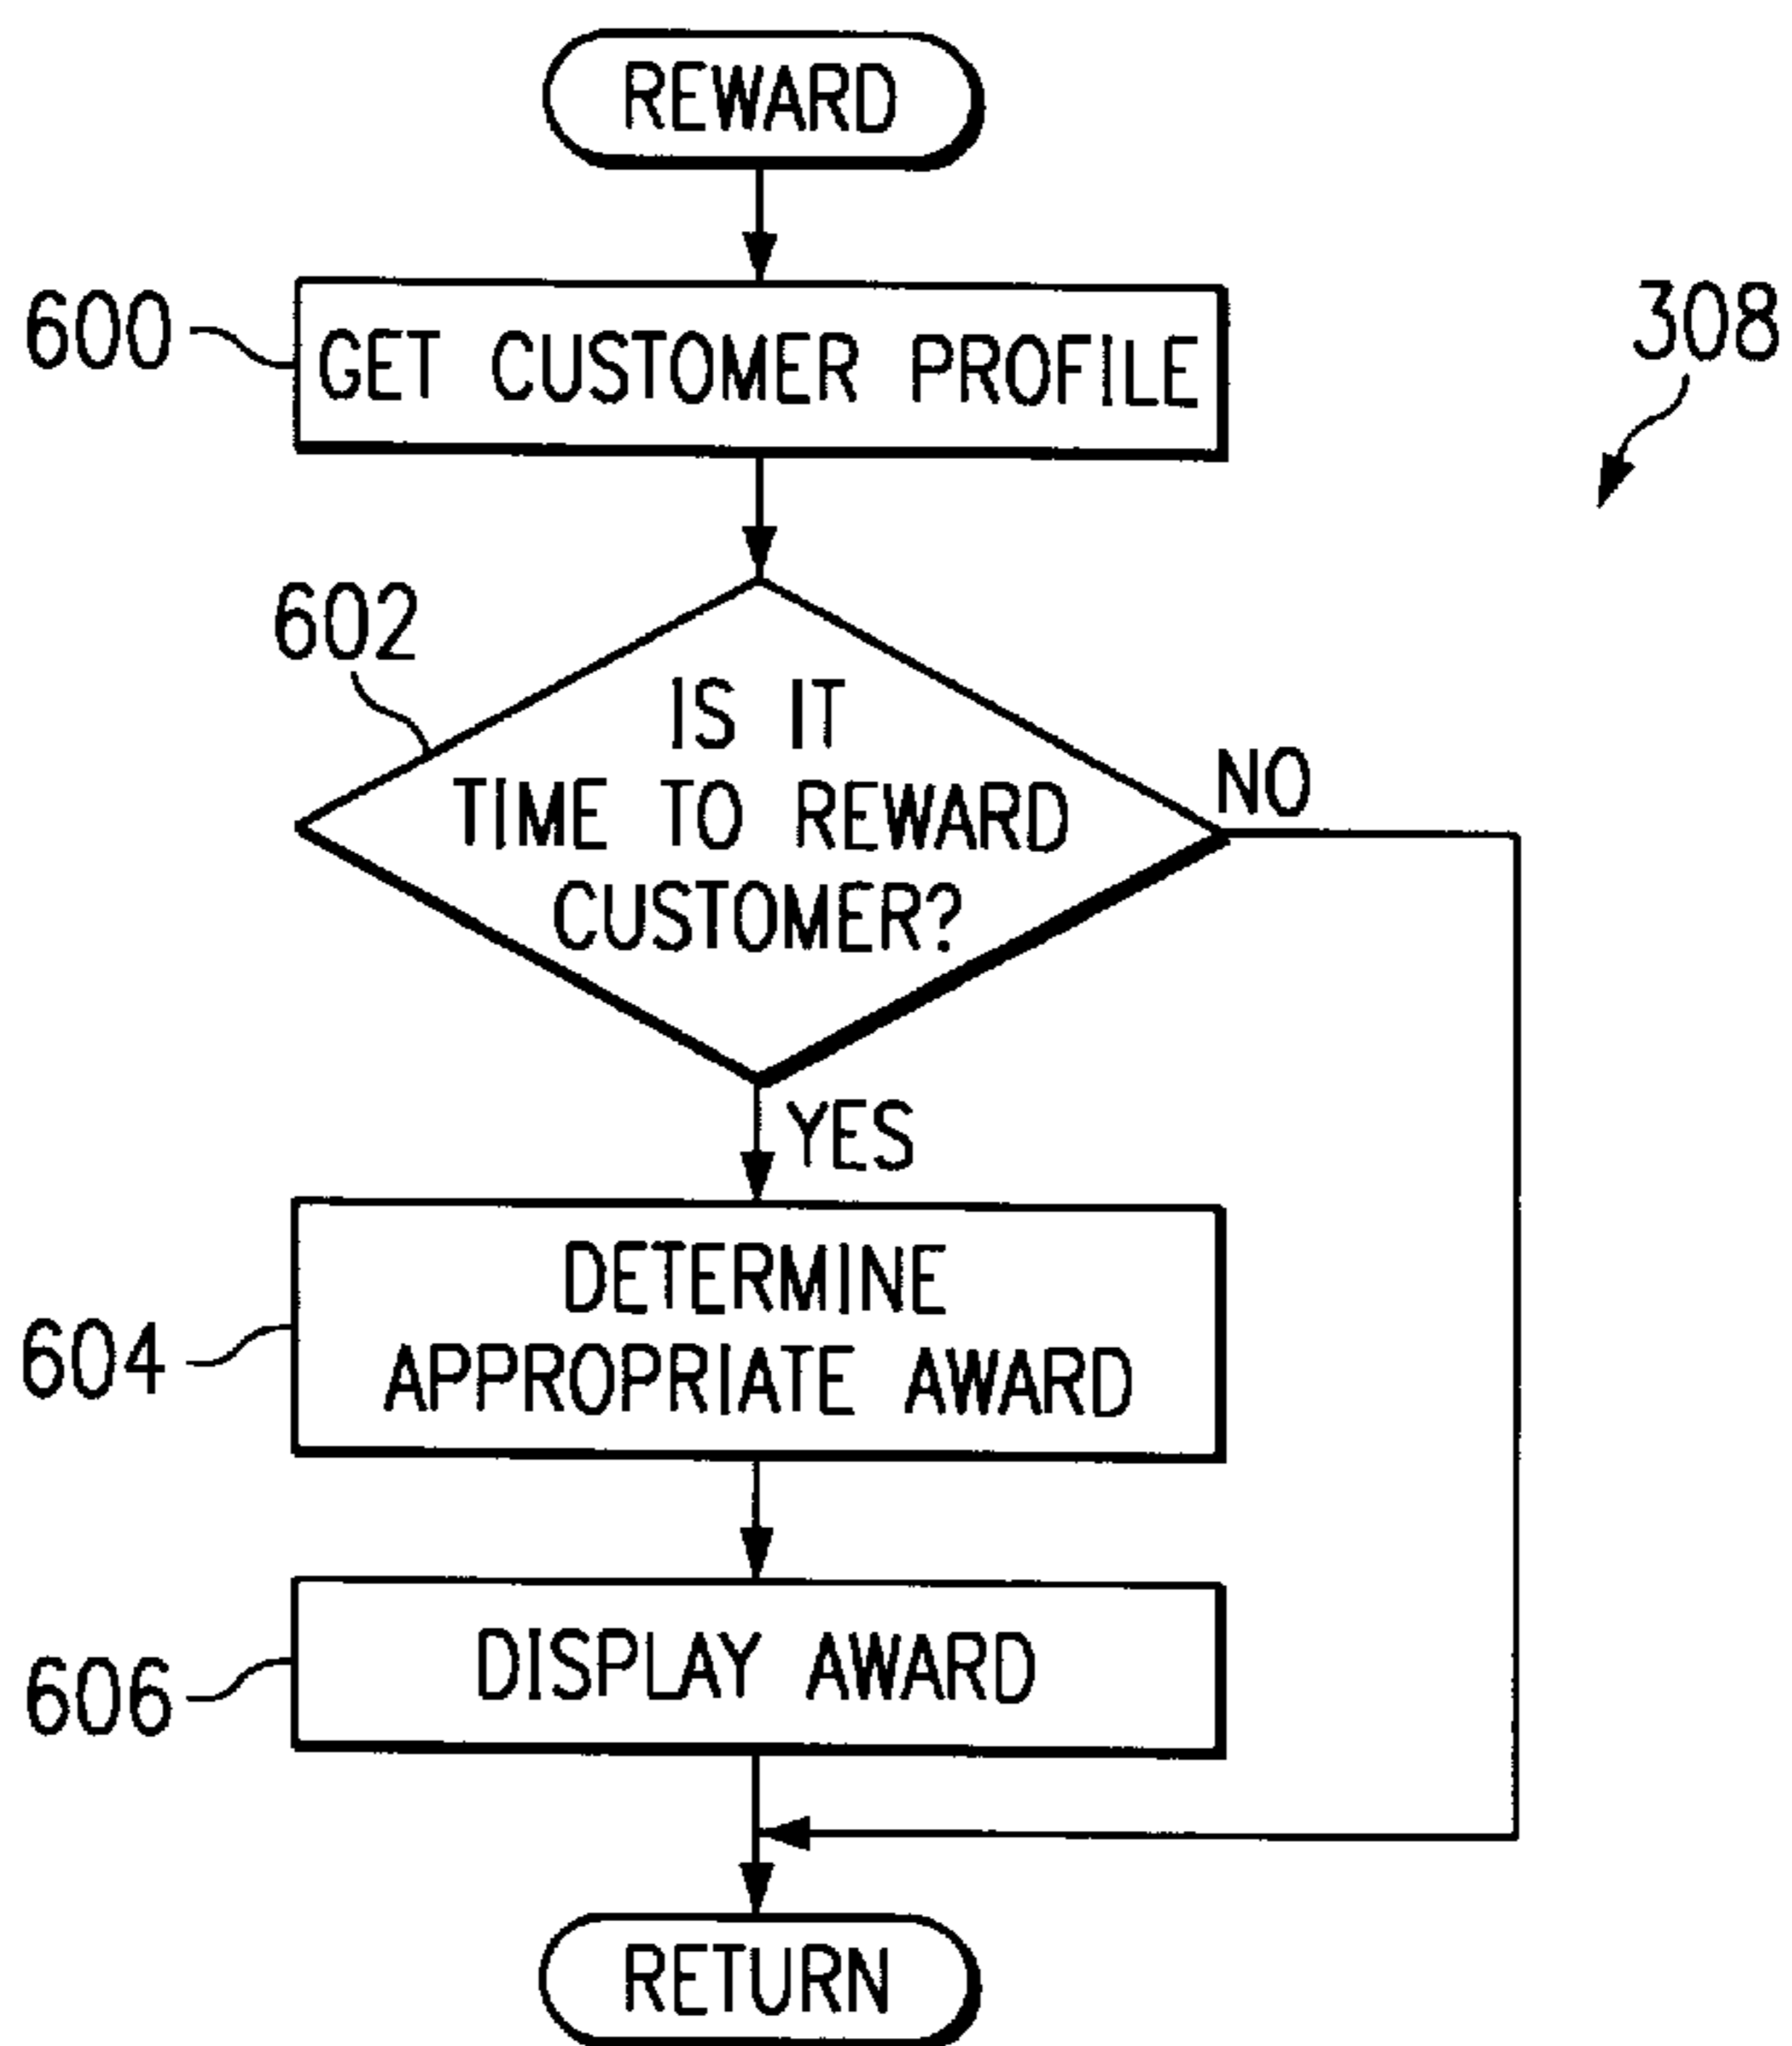 REWARD
600
GET CUSTOMER PROFILE
308
602
IS IT
TIME TO REWARD
CUSTOMER?
NO
YES
604
DETERMINE
APPROPRIATE AWARD
606
DISPLAY AWARD
RETURN